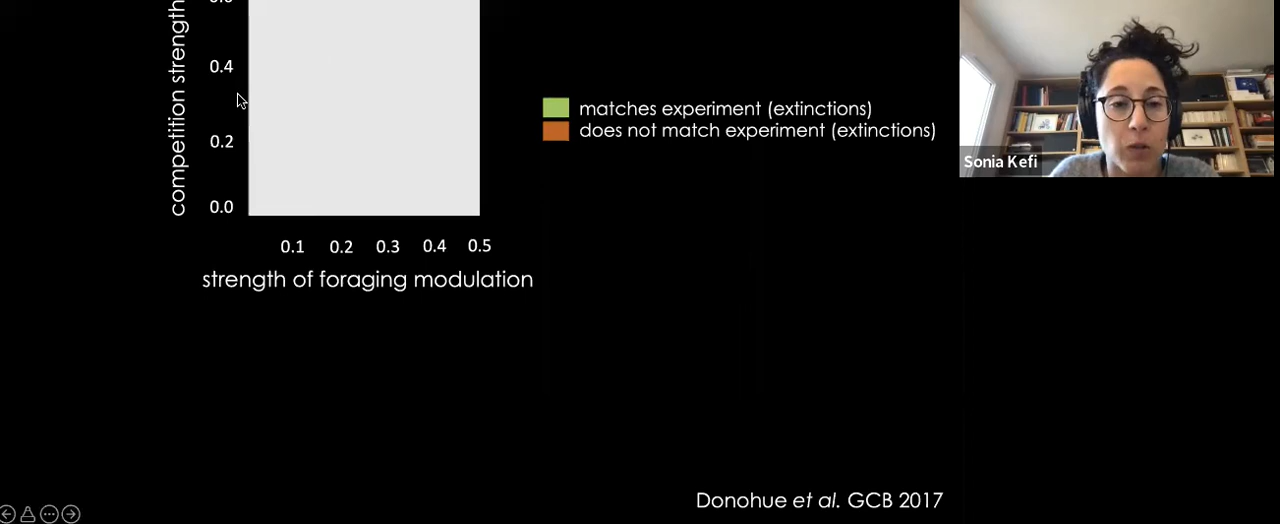 competition strength
0.4
0.2
0.0
0.1 0.2 0.3 0.4 0.5
strength of foraging modulation
matches experiment (extinctions)
does not match experiment (extinctions)
Sonia Kefi
Donohue et al. GCB 2017